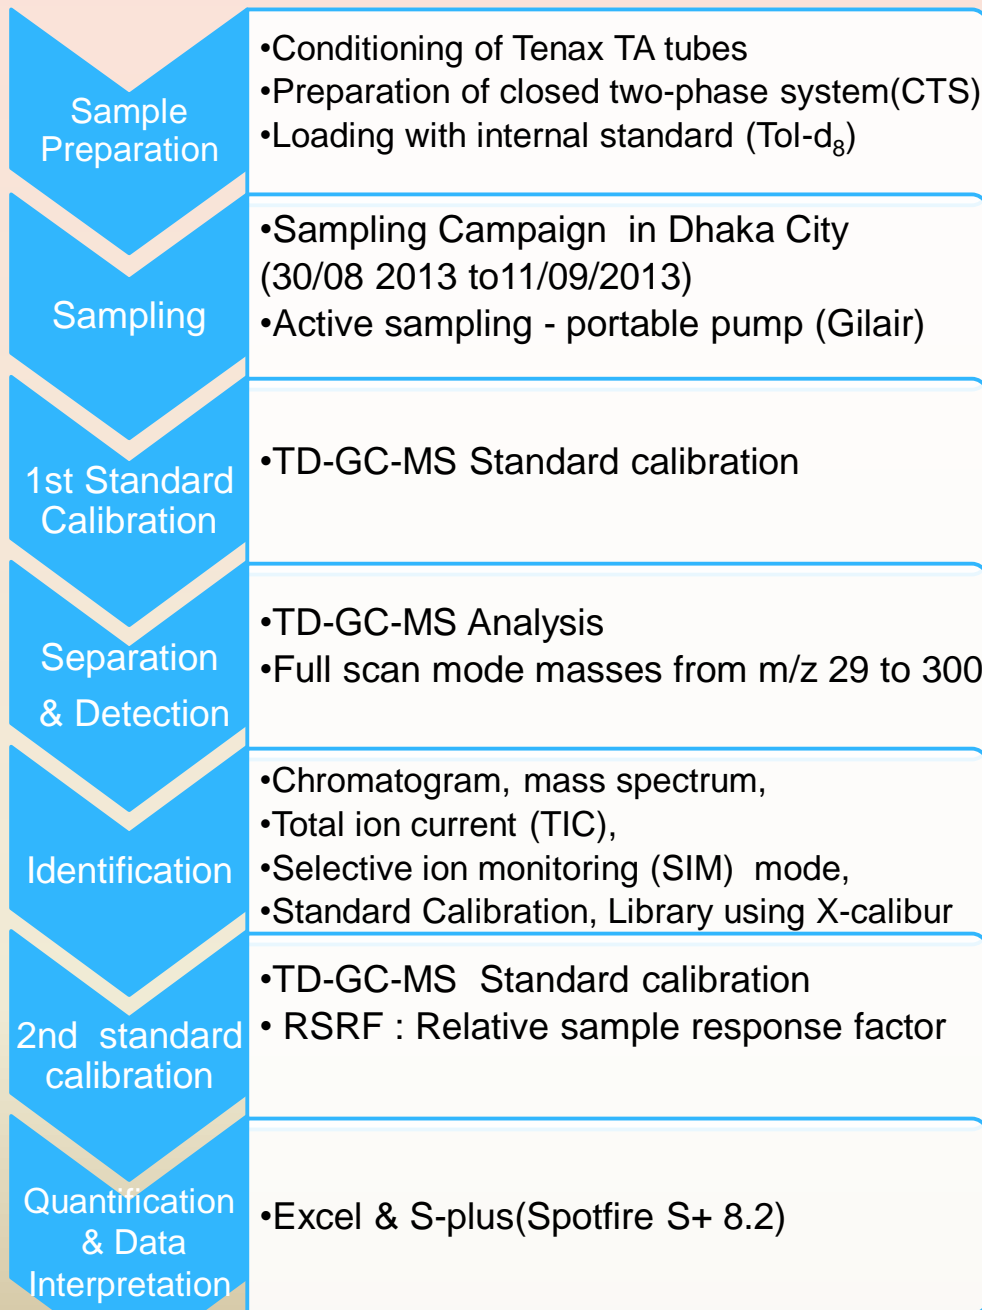 Sample
Preparation
•Conditioning of Tenax TA tubes
•Preparation of closed two-phase system(CTS)
•Loading with internal standard (Tol-d₈)
Sampling
•Sampling Campaign in Dhaka City
(30/08 2013 to11/09/2013)
•Active sampling - portable pump (Gilair)
1st Standard
Calibration
•TD-GC-MS Standard calibration
Separation
& Detection
•TD-GC-MS Analysis
•Full scan mode masses from m/z 29 to 300
Identification
•Chromatogram, mass spectrum,
•Total ion current (TIC),
•Selective ion monitoring (SIM) mode,
•Standard Calibration, Library using X-calibur
2nd standard
calibration
•TD-GC-MS Standard calibration
• RSRF : Relative sample response factor
Quantification
& Data
Interpretation
•Excel & S-plus(Spotfire S+ 8.2)